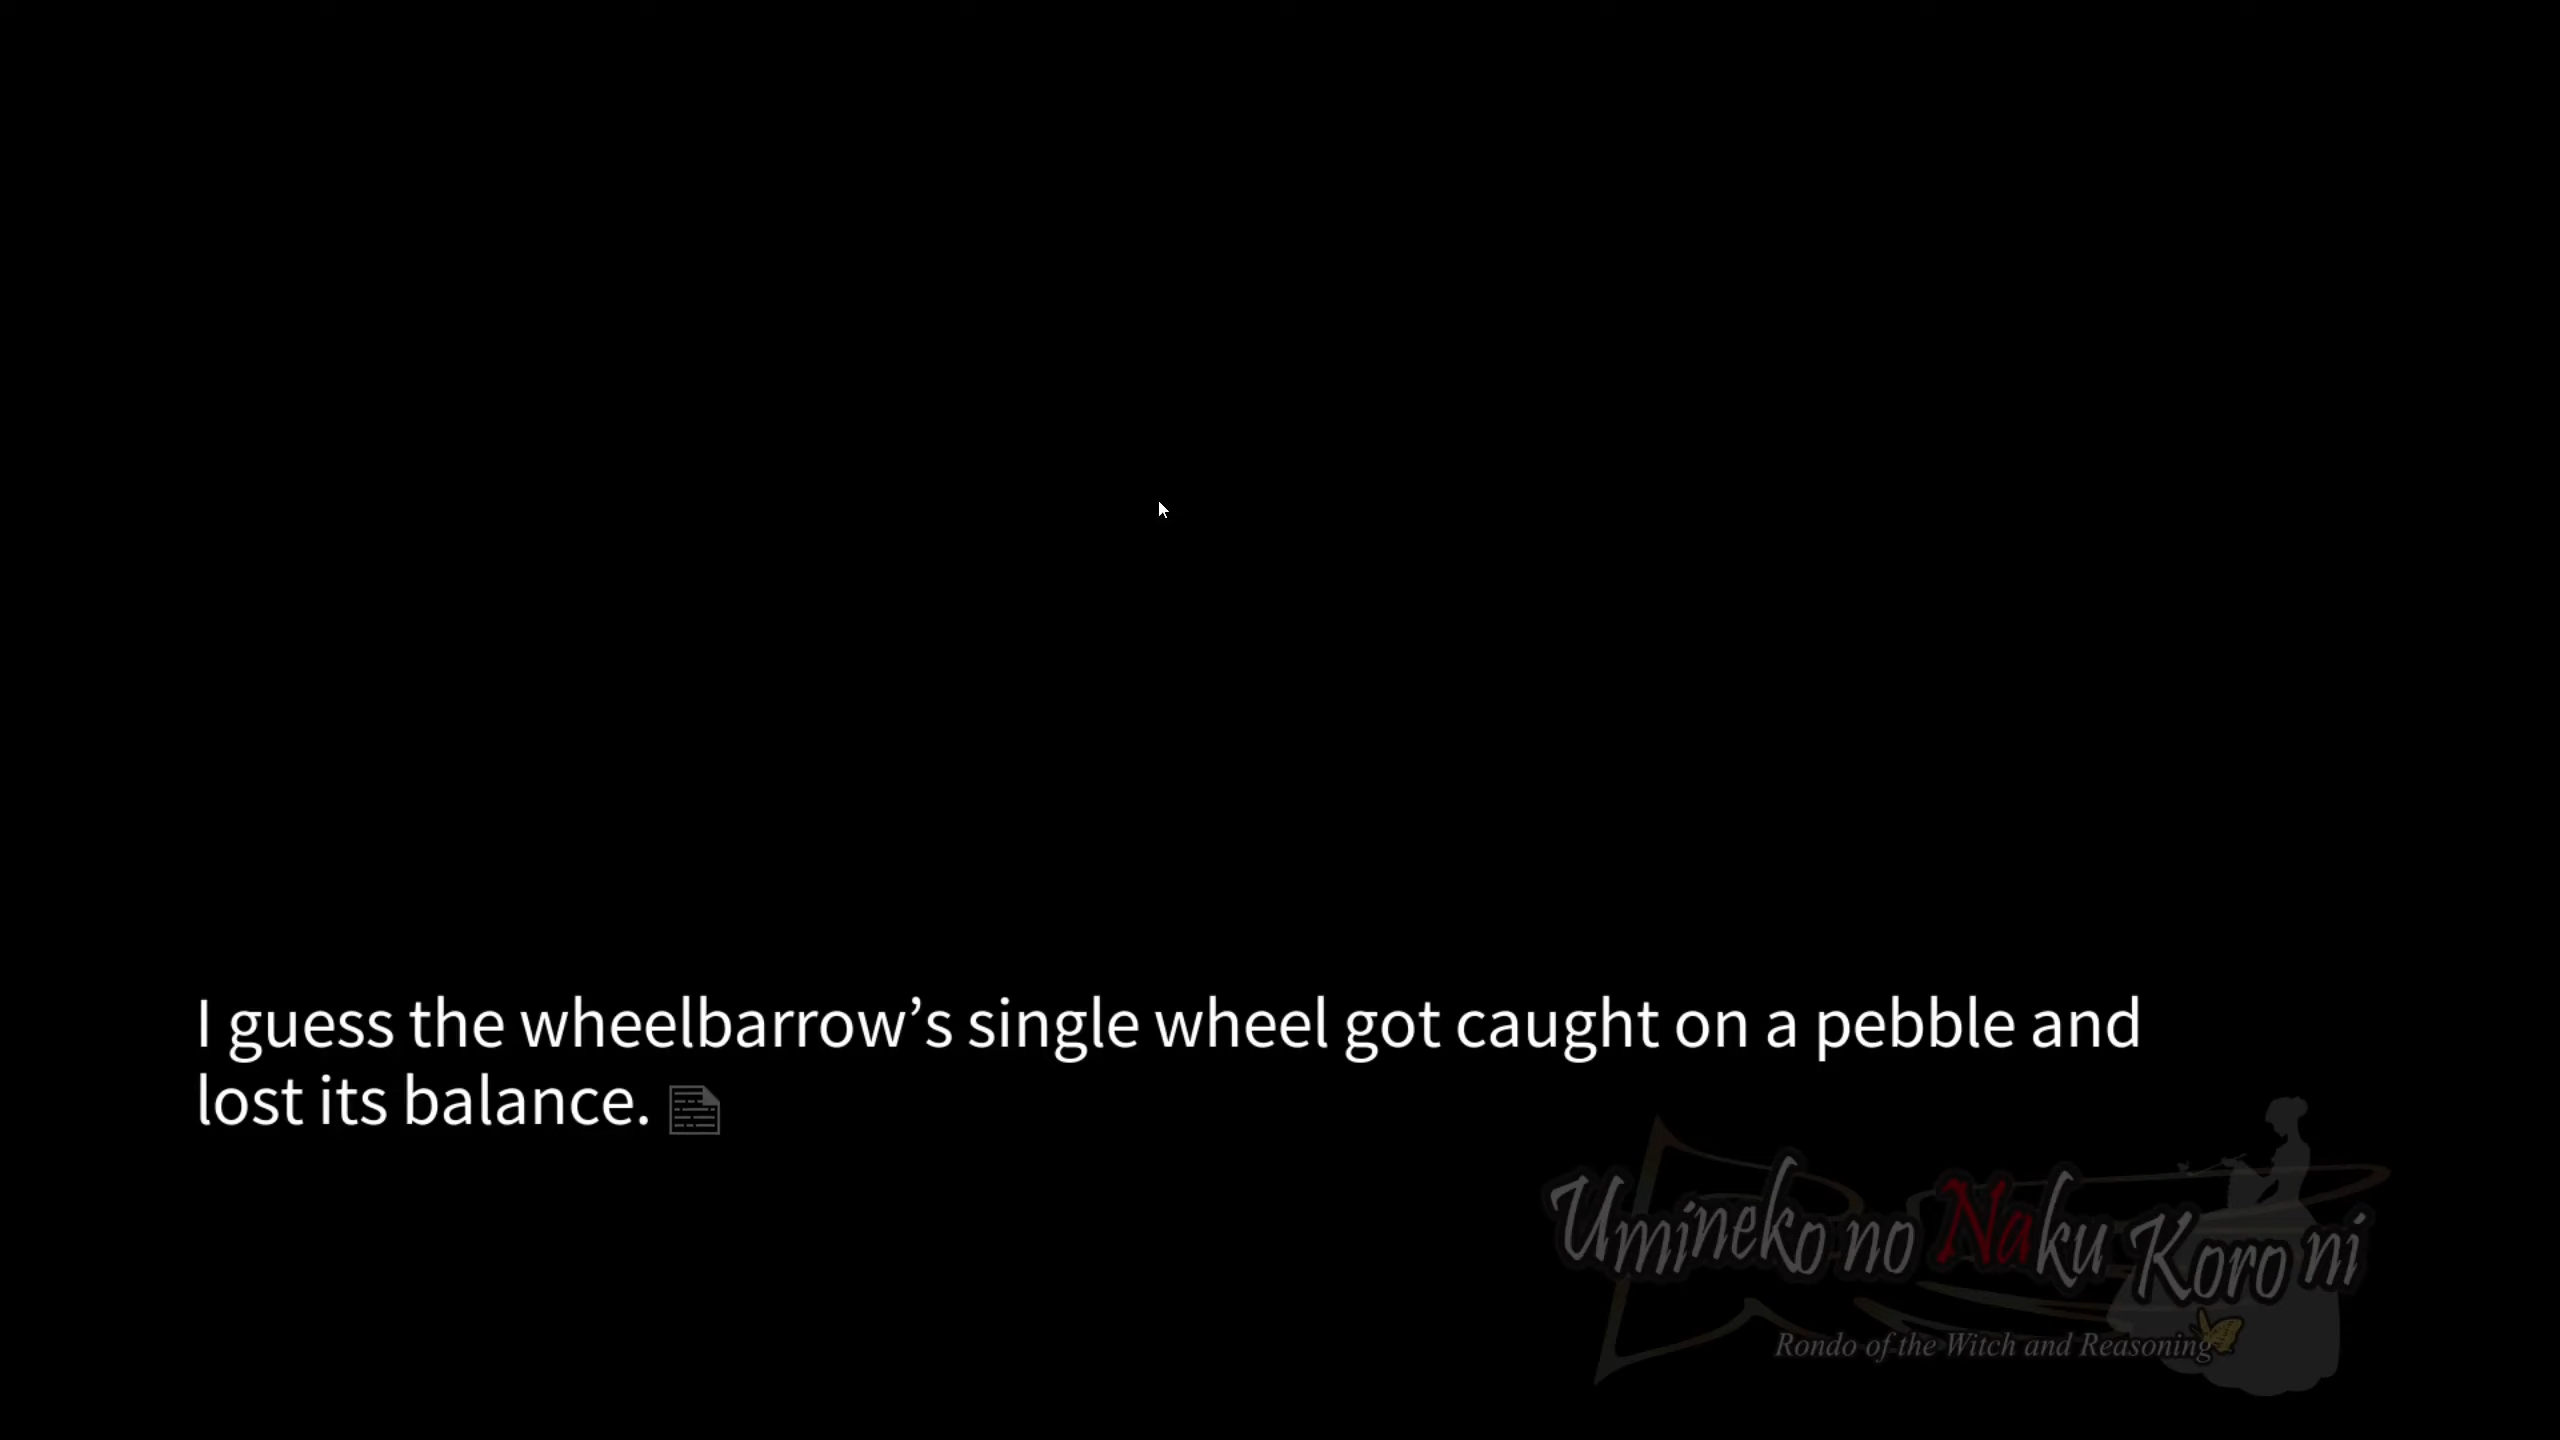 I guess the wheelbarrow’s single wheel got caught on a pebble and
lost its balance.
Umineko no Naku Koro ni
Rondo of the Witch and Reasoning